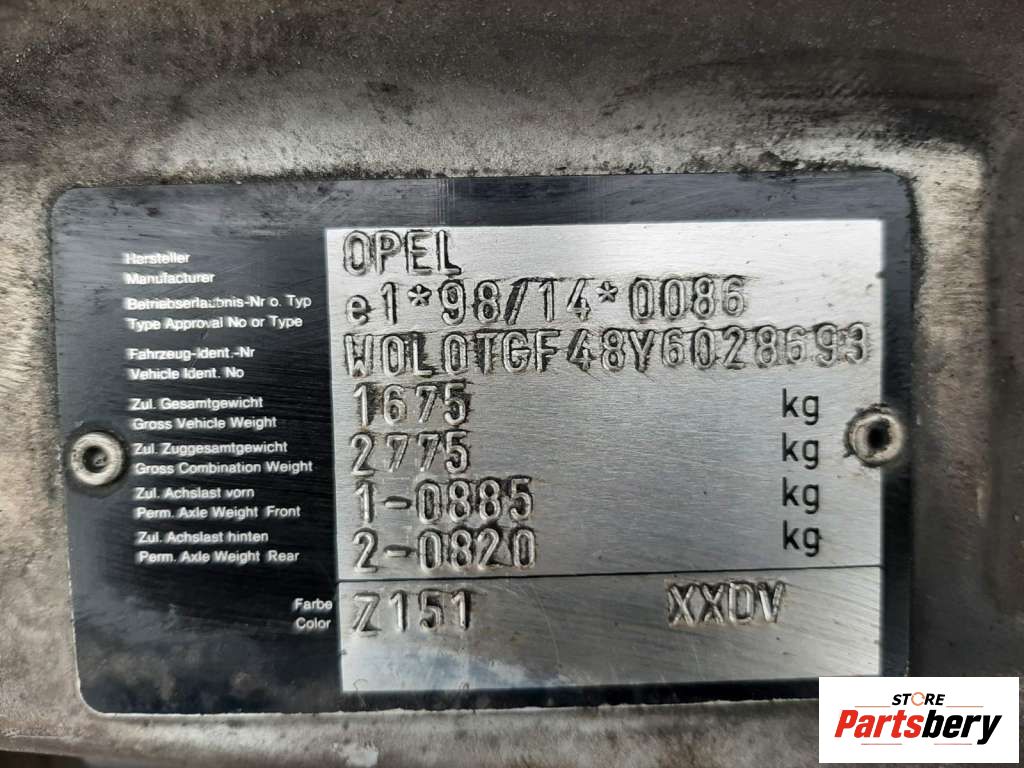 Hersteller
Manufacturer
OPEL
Betriebserlaubnis-Nr o. Typ
Type Approval No or Type
e1*98/14*0086
Fahrzeug-Ident.-Nr
Vehicle Ident. No
W0L0TGF48Y6028693
Zul. Gesamtgewicht
Gross Vehicle Weight
1675 kg
Zul. Zuggesamtgewicht
Gross Combination Weight
2775 kg
Zul. Achslast vorn
Perm. Axle Weight Front
1-0885 kg
Zul. Achslast hinten
Perm. Axle Weight Rear
2-0820 kg
Farbe
Color
Z151 XXDV
STORE
Partsbery